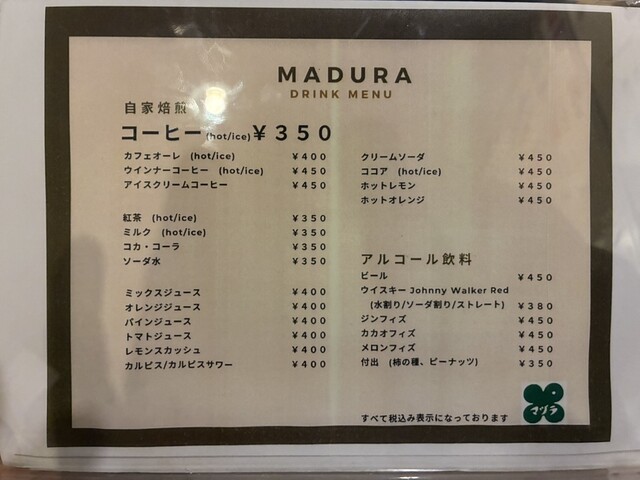 MADURA
DRINK MENU
自家焙煎
コーヒー(hot/ice)￥350
カフェオーレ (hot/ice) ￥400
ウインナーコーヒー (hot/ice) ￥450
アイスクリームコーヒー ￥450
紅茶 (hot/ice) ￥350
ミルク (hot/ice) ￥350
コカ・コーラ ￥350
ソーダ水 ￥350
ミックスジュース ￥400
オレンジジュース ￥400
パインジュース ￥400
トマトジュース ￥400
レモンスカッシュ ￥400
カルピス/カルピスサワー ￥400
クリームソーダ ￥450
ココア (hot/ice) ￥450
ホットレモン ￥450
ホットオレンジ ￥450
アルコール飲料
ビール ￥450
ウイスキー Johnny Walker Red
(水割り/ソーダ割り/ストレート) ￥380
ジンフィズ ￥450
カカオフィズ ￥450
メロンフィズ ￥450
付出 (柿の種、ピーナッツ) ￥350
すべて税込み表示になっております
マヅラ